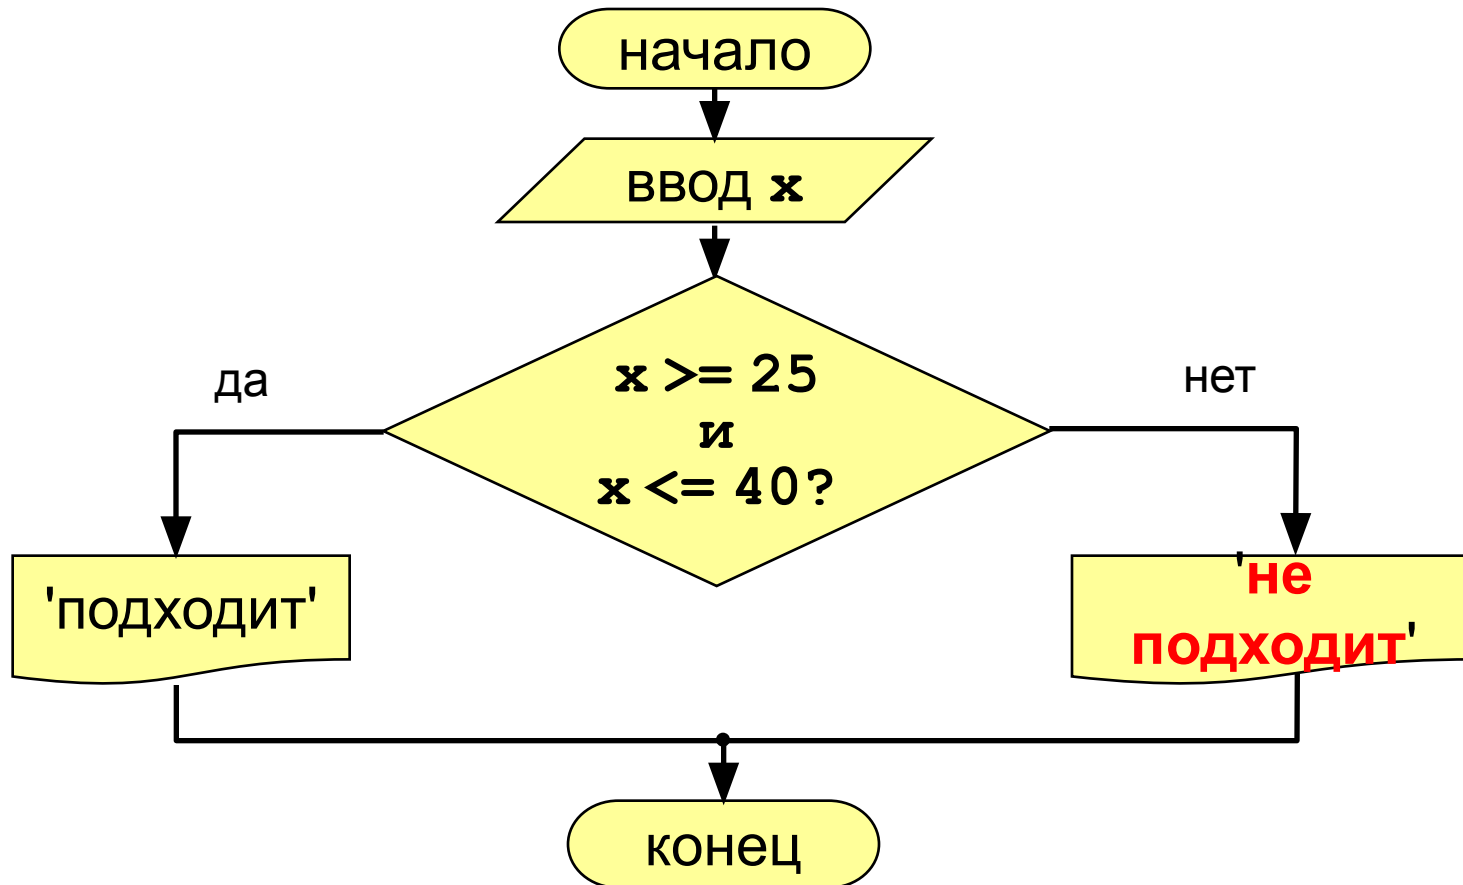 начало
ввод x
x >= 25
и
x <= 40?
да
нет
'подходит'
'не
подходит'
конец